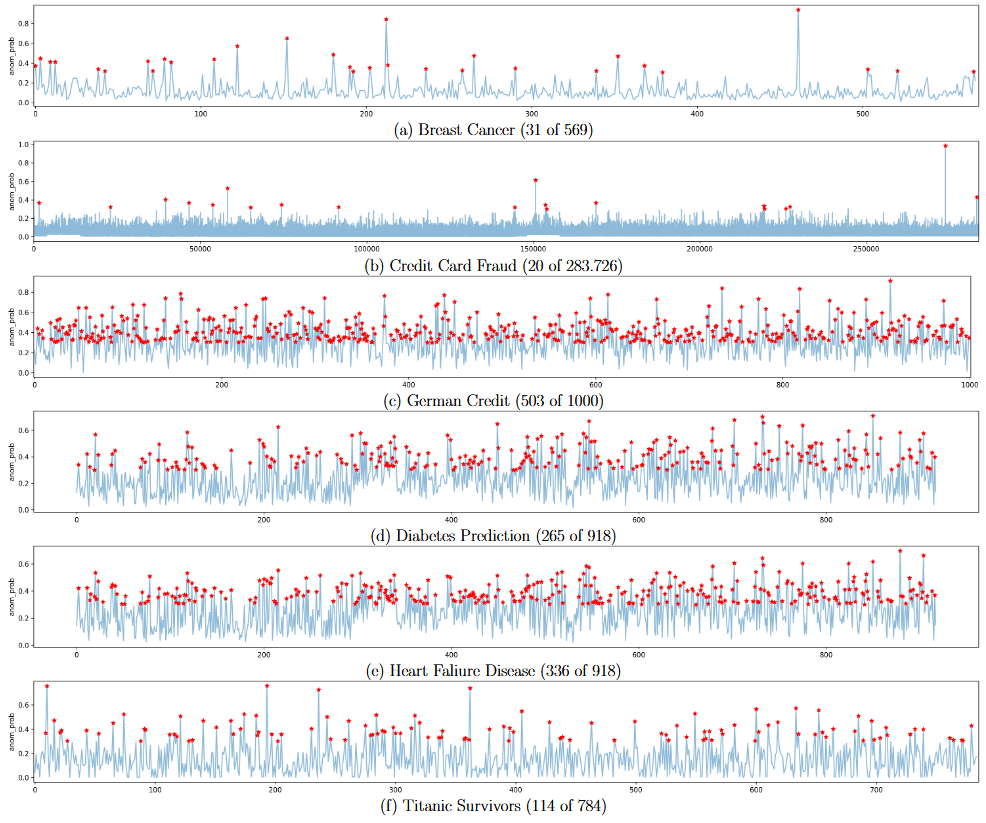 anom_prob
0.8
0.6
0.4
0.2
0.0
0 100 200 300 400 500
(a) Breast Cancer (31 of 569)
anom_prob
1.0
0.8
0.6
0.4
0.2
0.0
0 50000 100000 150000 200000 250000
(b) Credit Card Fraud (20 of 283.726)
anom_prob
0.8
0.6
0.4
0.2
0.0
0 200 400 600 800 1000
(c) German Credit (503 of 1000)
anom_prob
0.6
0.4
0.2
0.0
0 200 400 600 800
(d) Diabetes Prediction (265 of 918)
anom_prob
0.6
0.4
0.2
0.0
0 200 400 600 800
(e) Heart Faliure Disease (336 of 918)
anom_prob
0.6
0.4
0.2
0.0
0 100 200 300 400 500 600 700
(f) Titanic Survivors (114 of 784)